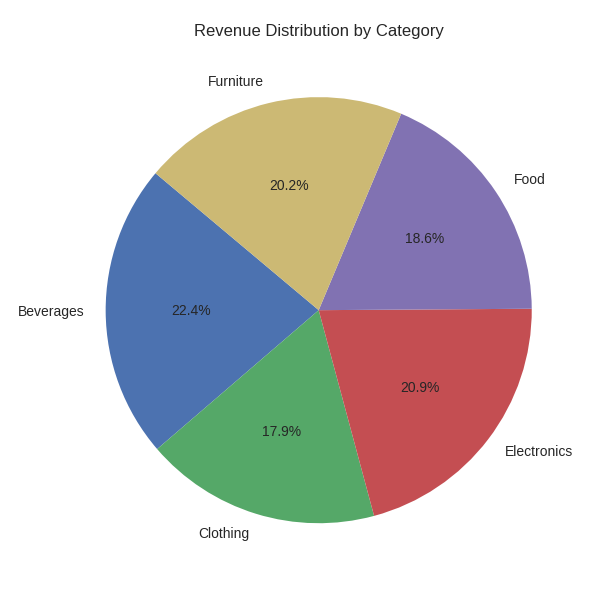 Revenue Distribution by Category
Furniture
20.2%
Food
18.6%
Beverages
22.4%
20.9%
17.9%
Electronics
Clothing